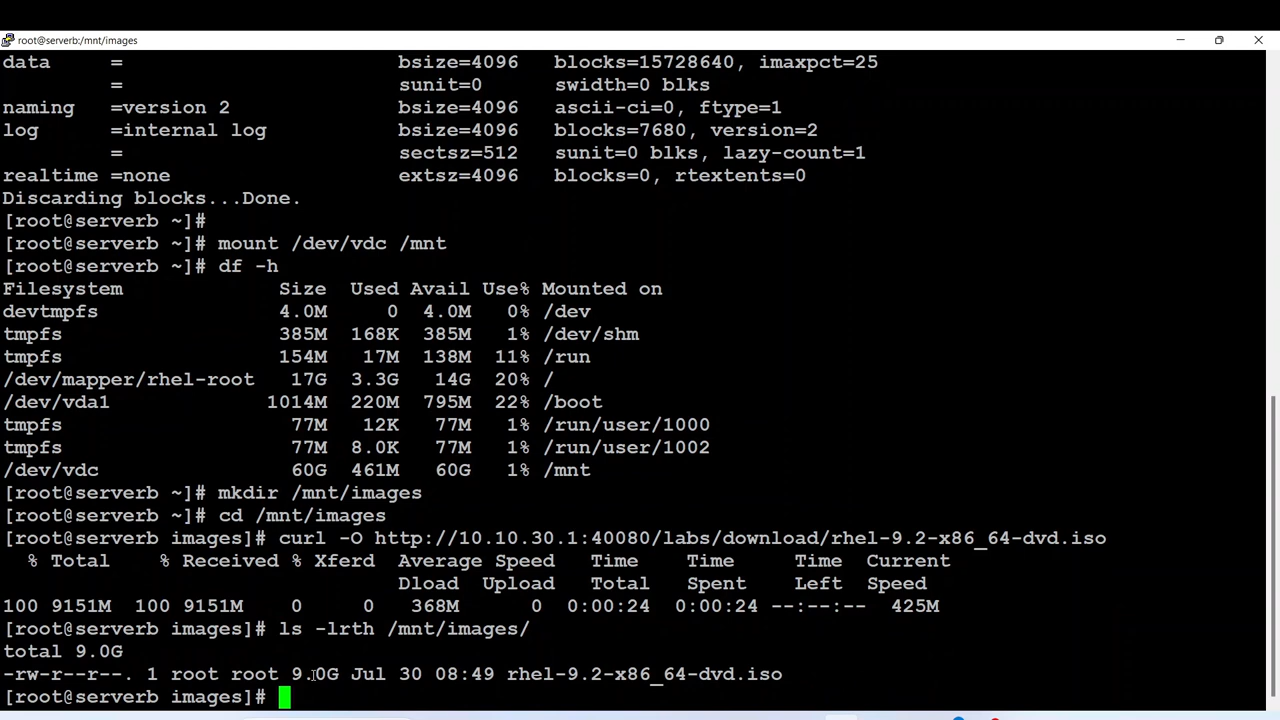 root@serverb:/mnt/images
data     =                       bsize=4096   blocks=15728640, imaxpct=25
         =                       sunit=0      swidth=0 blks
naming   =version 2              bsize=4096   ascii-ci=0, ftype=1
log      =internal log           bsize=4096   blocks=7680, version=2
         =                       sectsz=512   sunit=0 blks, lazy-count=1
realtime =none                   extsz=4096   blocks=0, rtextents=0
Discarding blocks...Done.
[root@serverb ~]#
[root@serverb ~]# mount /dev/vdc /mnt
[root@serverb ~]# df -h
Filesystem             Size  Used Avail Use% Mounted on
devtmpfs               4.0M     0  4.0M   0% /dev
tmpfs                  385M  168K  385M   1% /dev/shm
tmpfs                  154M   17M  138M  11% /run
/dev/mapper/rhel-root   17G  3.3G   14G  20% /
/dev/vda1             1014M  220M  795M  22% /boot
tmpfs                   77M   12K   77M   1% /run/user/1000
tmpfs                   77M  8.0K   77M   1% /run/user/1002
/dev/vdc                60G  461M   60G   1% /mnt
[root@serverb ~]# mkdir /mnt/images
[root@serverb ~]# cd /mnt/images
[root@serverb images]# curl -O http://10.10.30.1:40080/labs/download/rhel-9.2-x86_64-dvd.iso
  % Total    % Received % Xferd  Average Speed   Time    Time     Time  Current
                                 Dload  Upload   Total   Spent    Left  Speed
100 9151M  100 9151M    0     0   368M      0  0:00:24  0:00:24 --:--:--  425M
[root@serverb images]# ls -lrth /mnt/images/
total 9.0G
-rw-r--r--. 1 root root 9.0G Jul 30 08:49 rhel-9.2-x86_64-dvd.iso
[root@serverb images]#